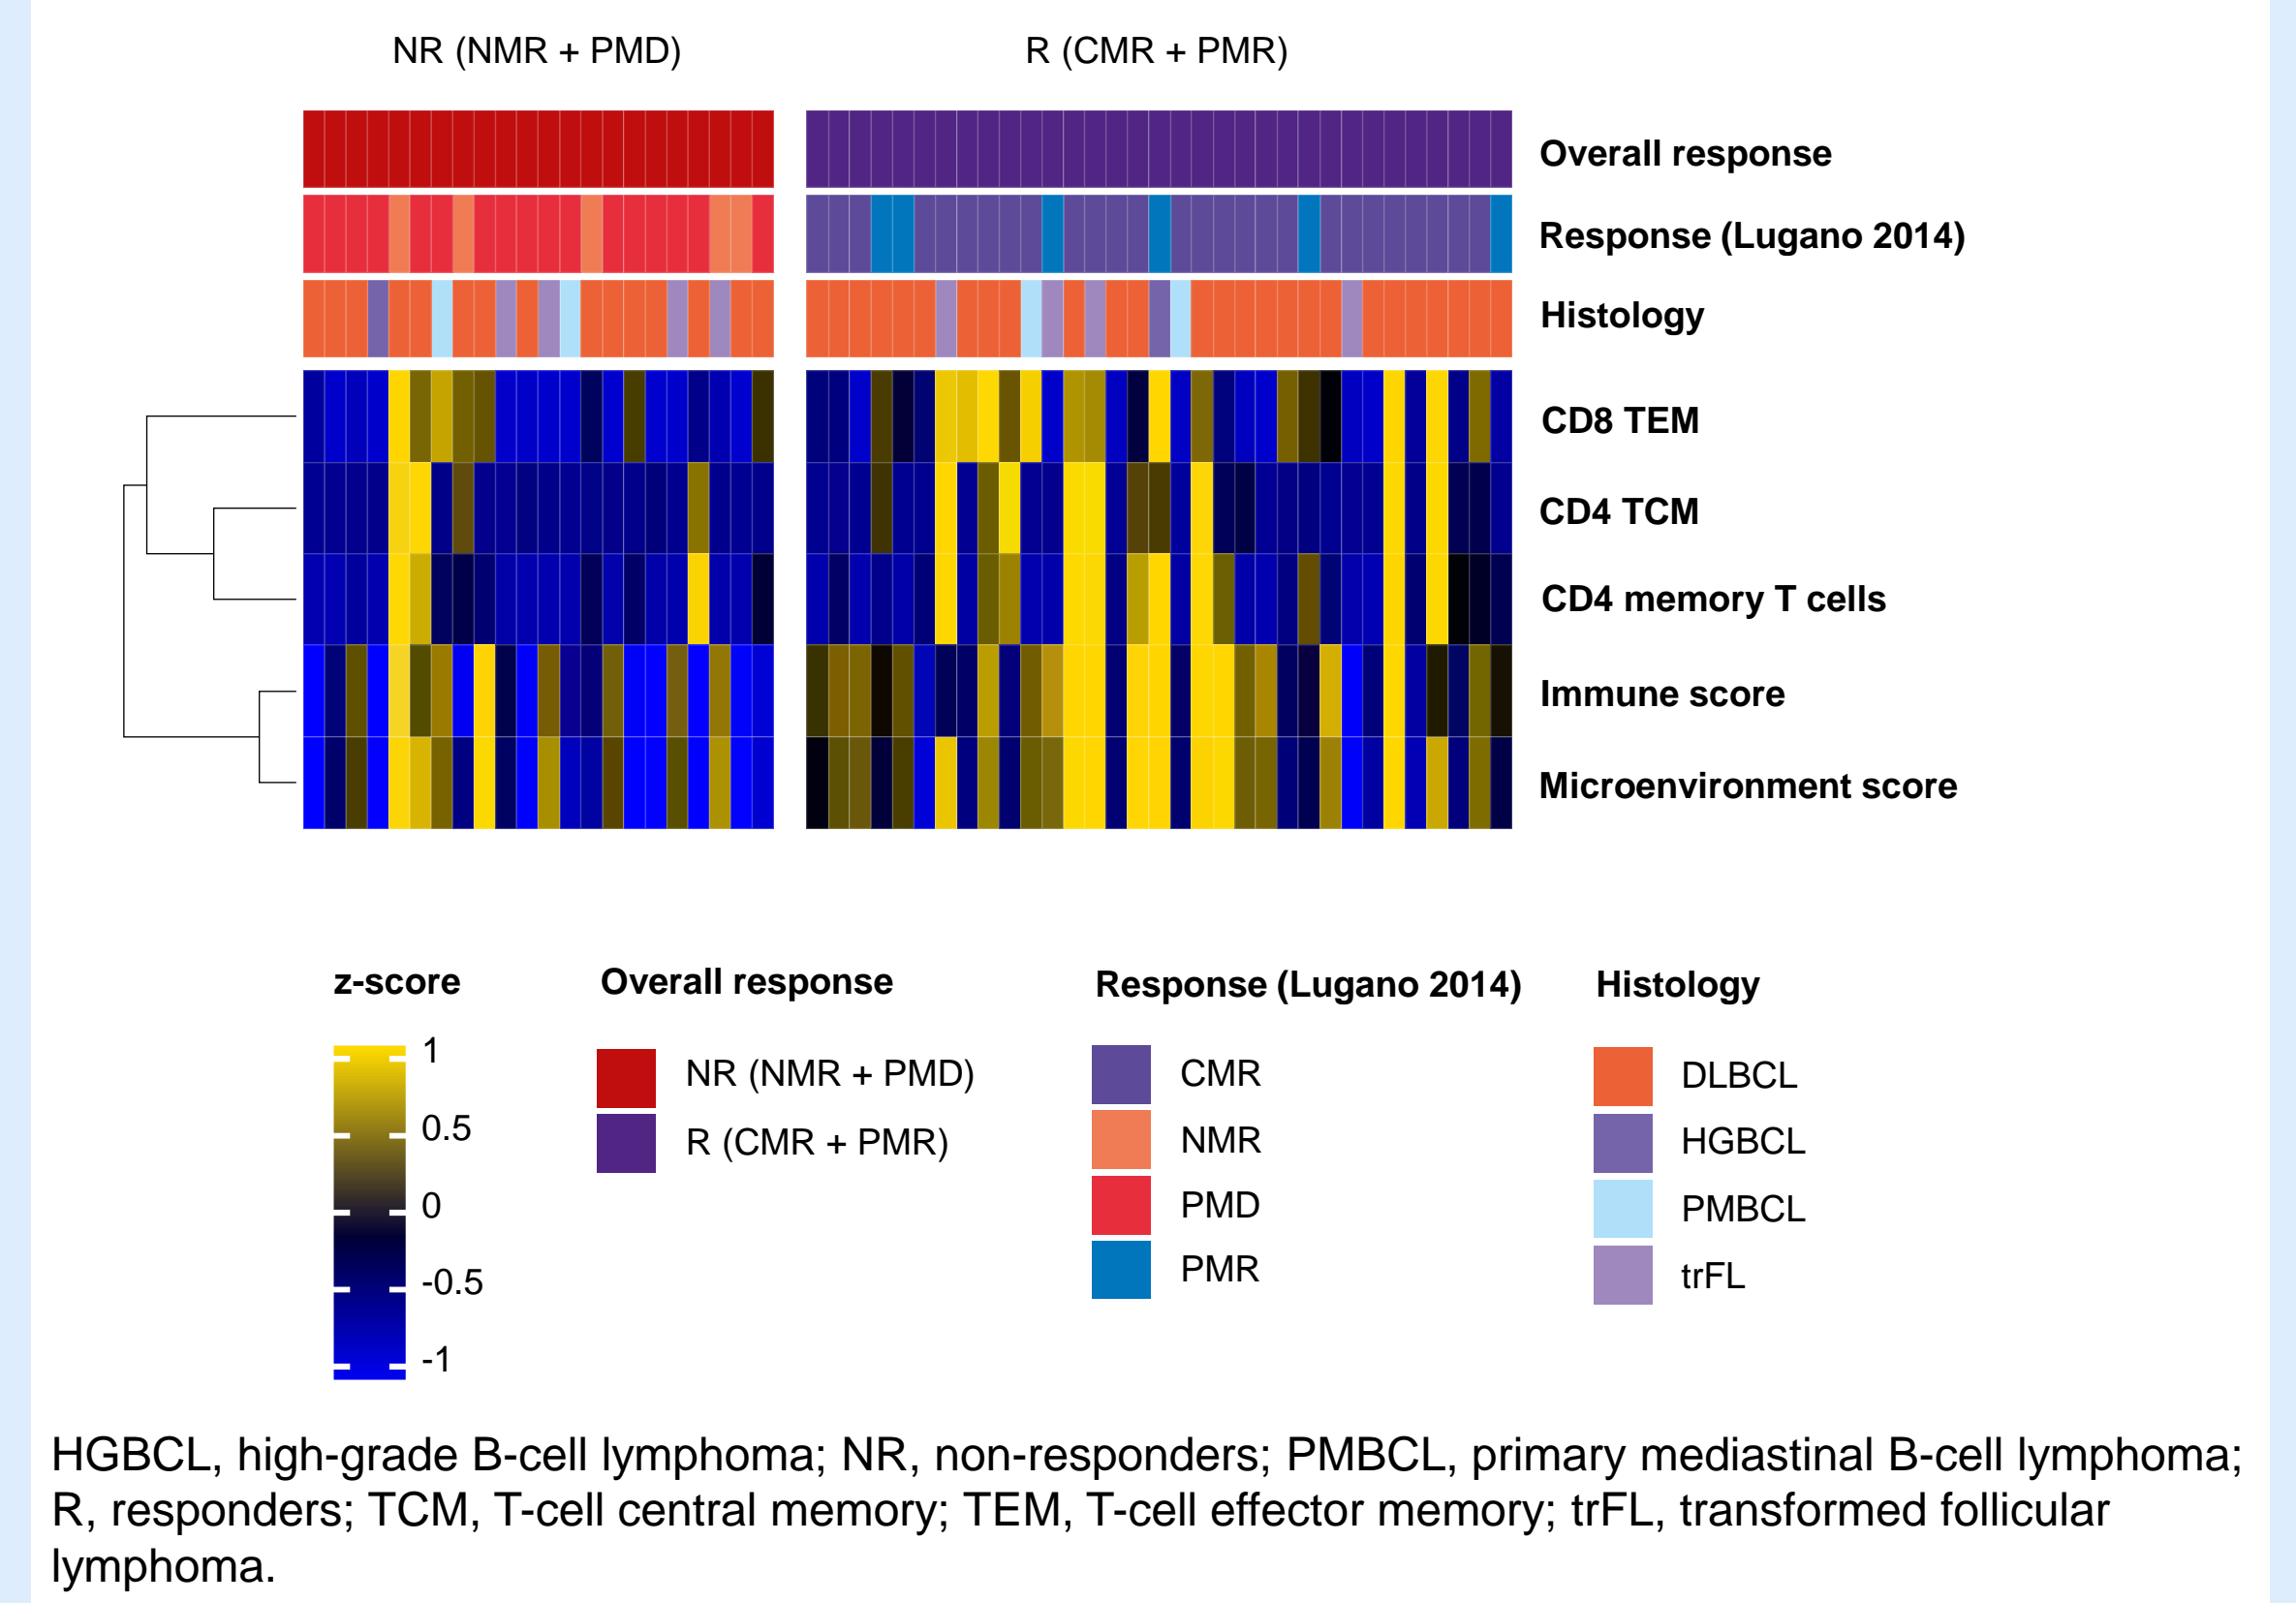 NR (NMR + PMD)
R (CMR + PMR)
Overall response
Response (Lugano 2014)
Histology
CD8 TEM
CD4 TCM
CD4 memory T cells
Immune score
Microenvironment score
z-score
1
0.5
0
-0.5
-1
Overall response
NR (NMR + PMD)
R (CMR + PMR)
Response (Lugano 2014)
CMR
NMR
PMD
PMR
Histology
DLBCL
HGBCL
PMBCL
trFL
HGBCL, high-grade B-cell lymphoma; NR, non-responders; PMBCL, primary mediastinal B-cell lymphoma;
R, responders; TCM, T-cell central memory; TEM, T-cell effector memory; trFL, transformed follicular
lymphoma.